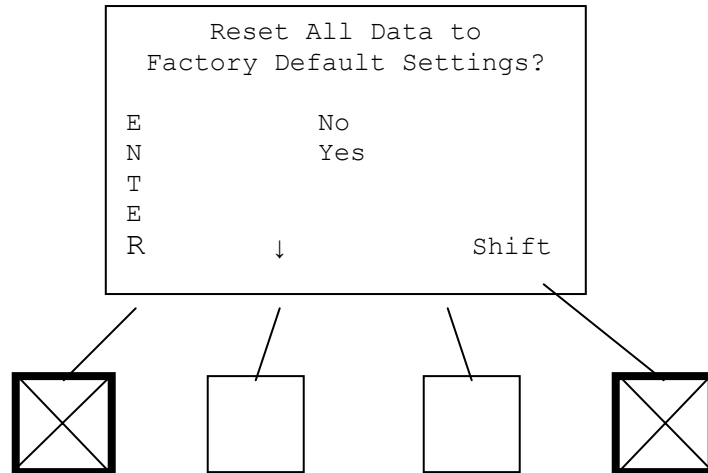 Reset All Data to
Factory Default Settings?
E No
N Yes
T
E
R ↓ Shift